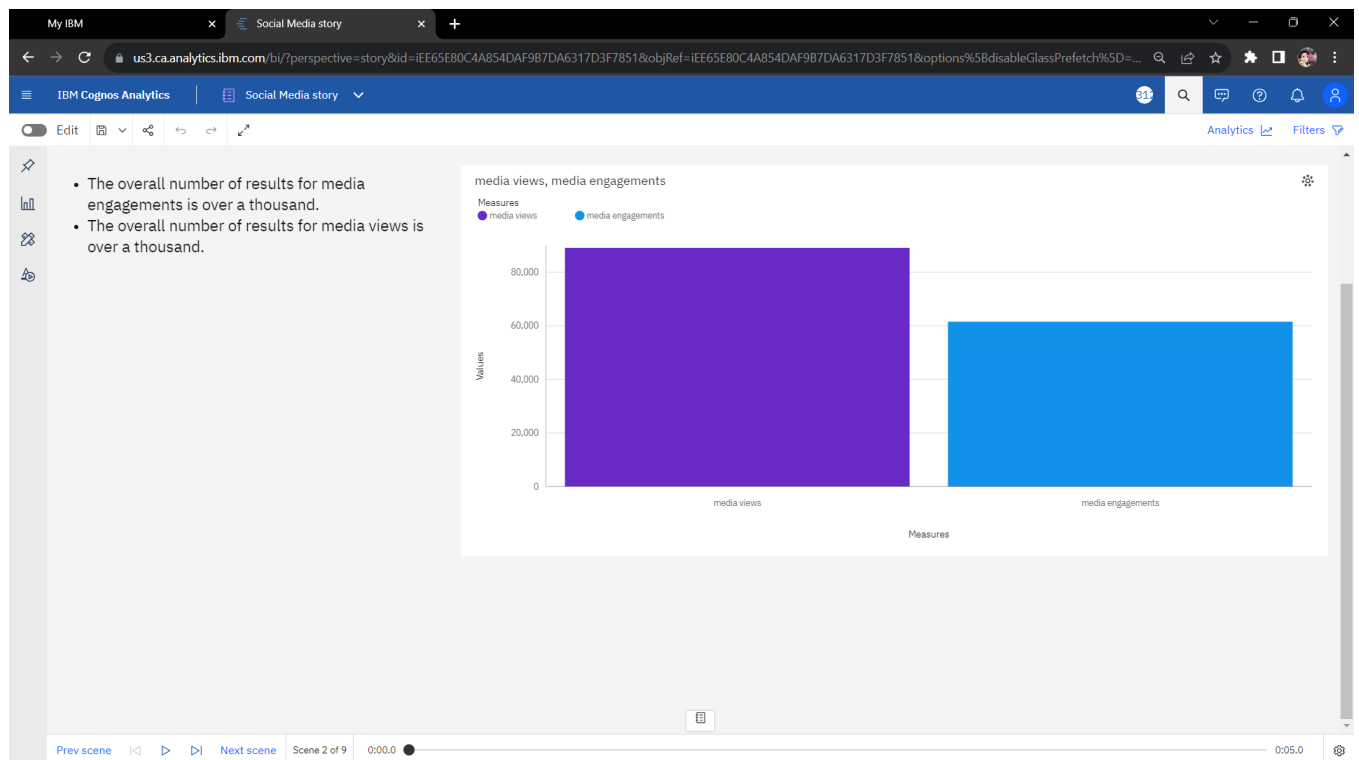 My IBM
Social Media story
us3.ca.analytics.ibm.com/bi/?perspective=story&id=iEE65E80C4A854DAF9B7DA6317D3F7851&objRef=iEE65E80C4A854DAF9B7DA6317D3F7851&options%5BdisableGlassPrefetch%5D=...
IBM Cognos Analytics
Social Media story
Edit
Analytics
Filters
• The overall number of results for media
engagements is over a thousand.
• The overall number of results for media views is
over a thousand.
media views, media engagements
Measures
media views media engagements
80,000
60,000
40,000
20,000
0
Values
media views
media engagements
Measures
Prev scene
Next scene
Scene 2 of 9
0:00.0
0:05.0